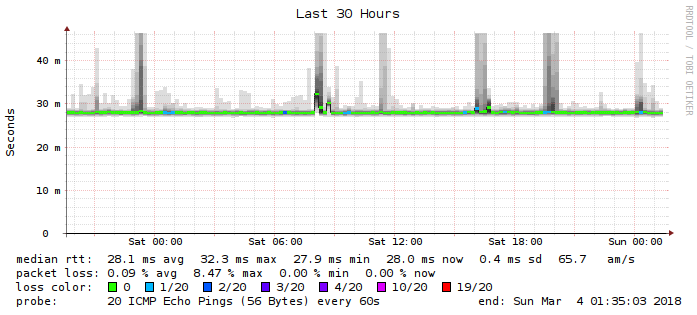 Last 30 Hours
RRDTOOL / TOBI OETIKER
Seconds
40 m
30 m
20 m
10 m
0
Sat 00:00 Sat 06:00 Sat 12:00 Sat 18:00 Sun 00:00
median rtt: 28.1 ms avg 32.3 ms max 27.9 ms min 28.0 ms now 0.4 ms sd 65.7 am/s
packet loss: 0.09 % avg 8.47 % max 0.00 % min 0.00 % now
loss color: 0 1/20 2/20 3/20 4/20 10/20 19/20
probe: 20 ICMP Echo Pings (56 Bytes) every 60s end: Sun Mar 4 01:35:03 2018